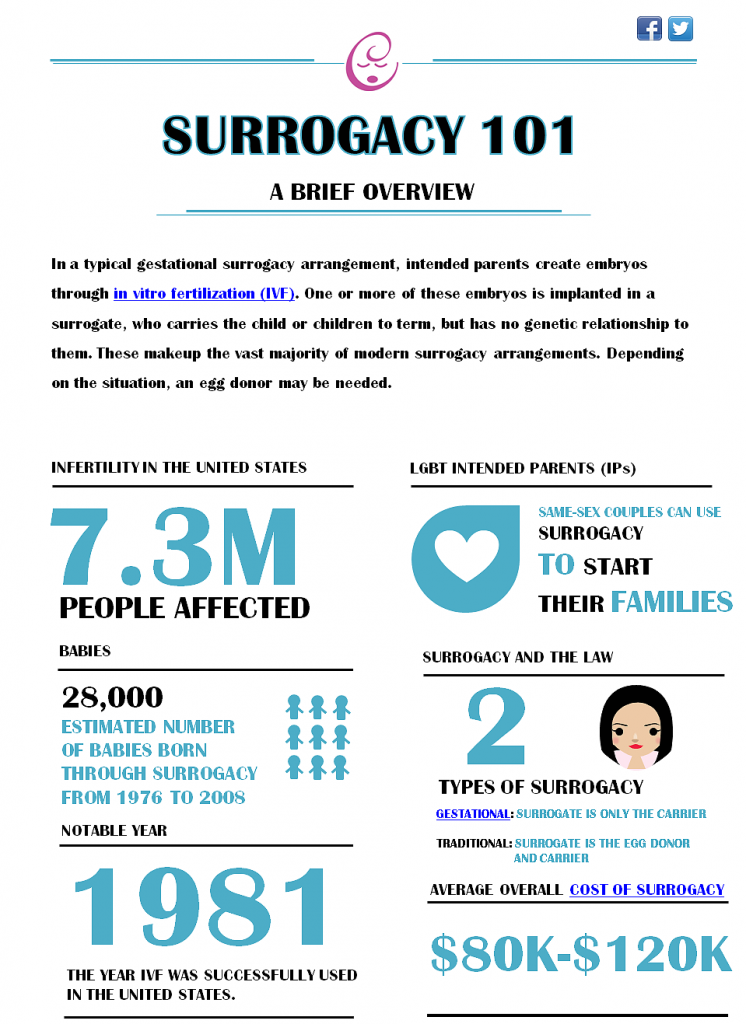 SURROGACY 101
A BRIEF OVERVIEW
In a typical gestational surrogacy arrangement, intended parents create embryos
through in vitro fertilization (IVF). One or more of these embryos is implanted in a
surrogate, who carries the child or children to term, but has no genetic relationship to
them. These makeup the vast majority of modern surrogacy arrangements. Depending
on the situation, an egg donor may be needed.
INFERTILITY IN THE UNITED STATES
7.3M
PEOPLE AFFECTED
BABIES
28,000
ESTIMATED NUMBER
OF BABIES BORN
THROUGH SURROGACY
FROM 1976 TO 2008
NOTABLE YEAR
1981
THE YEAR IVF WAS SUCCESSFULLY USED
IN THE UNITED STATES.
LGBT INTENDED PARENTS (IPs)
SAME-SEX COUPLES CAN USE
SURROGACY
TO START
THEIR FAMILIES
SURROGACY AND THE LAW
2
TYPES OF SURROGACY
GESTATIONAL: SURROGATE IS ONLY THE CARRIER
TRADITIONAL: SURROGATE IS THE EGG DONOR
AND CARRIER
AVERAGE OVERALL COST OF SURROGACY
$80K-$120K